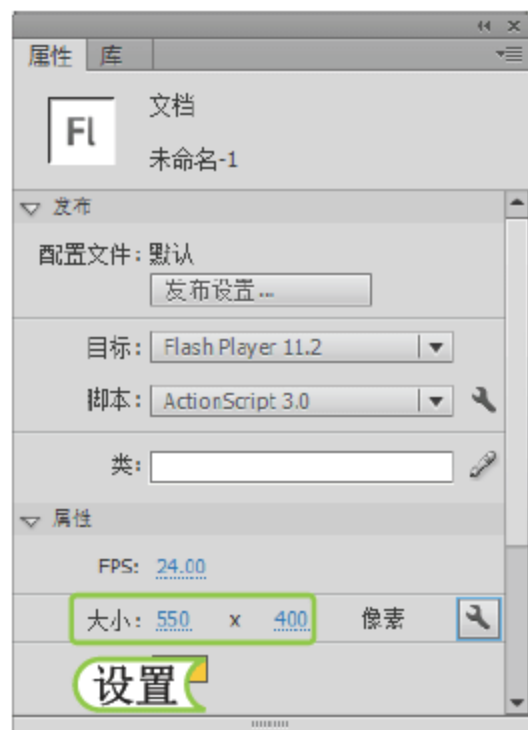 属性 库
Fl
文档
未命名-1
发布
配置文件：默认
发布设置...
目标： Flash Player 11.2
脚本： ActionScript 3.0
类：
属性
FPS: 24.00
大小： 550 x 400 像素
设置